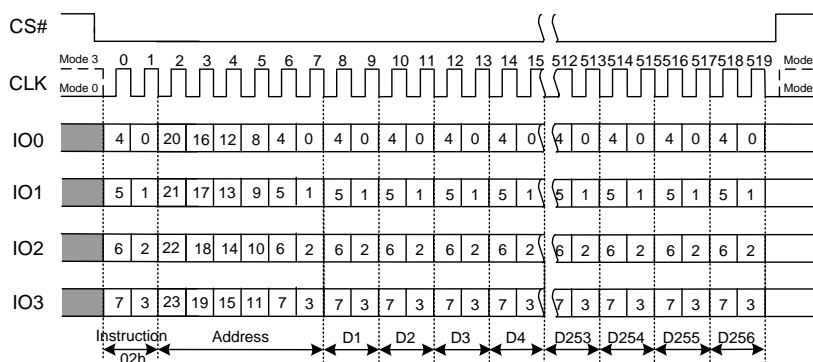 CS#
Mode 3 0 1 2 3 4 5 6 7 8 9 10 11 12 13 14 15 512 513 514 515 516 517 518 519 Mode
CLK
Mode 0 Mode
IO0 4 0 20 16 12 8 4 0 4 0 4 0 4 0 4 0 4 0 4 0 4 0 4 0
IO1 5 1 21 17 13 9 5 1 5 1 5 1 5 1 5 1 5 1 5 1 5 1 5 1
IO2 6 2 22 18 14 10 6 2 6 2 6 2 6 2 6 2 6 2 6 2 6 2 6 2
IO3 7 3 23 19 15 11 7 3 7 3 7 3 7 3 7 3 7 3 7 3 7 3 7 3
Instruction Address D1 D2 D3 D4 D253 D254 D255 D256
02h